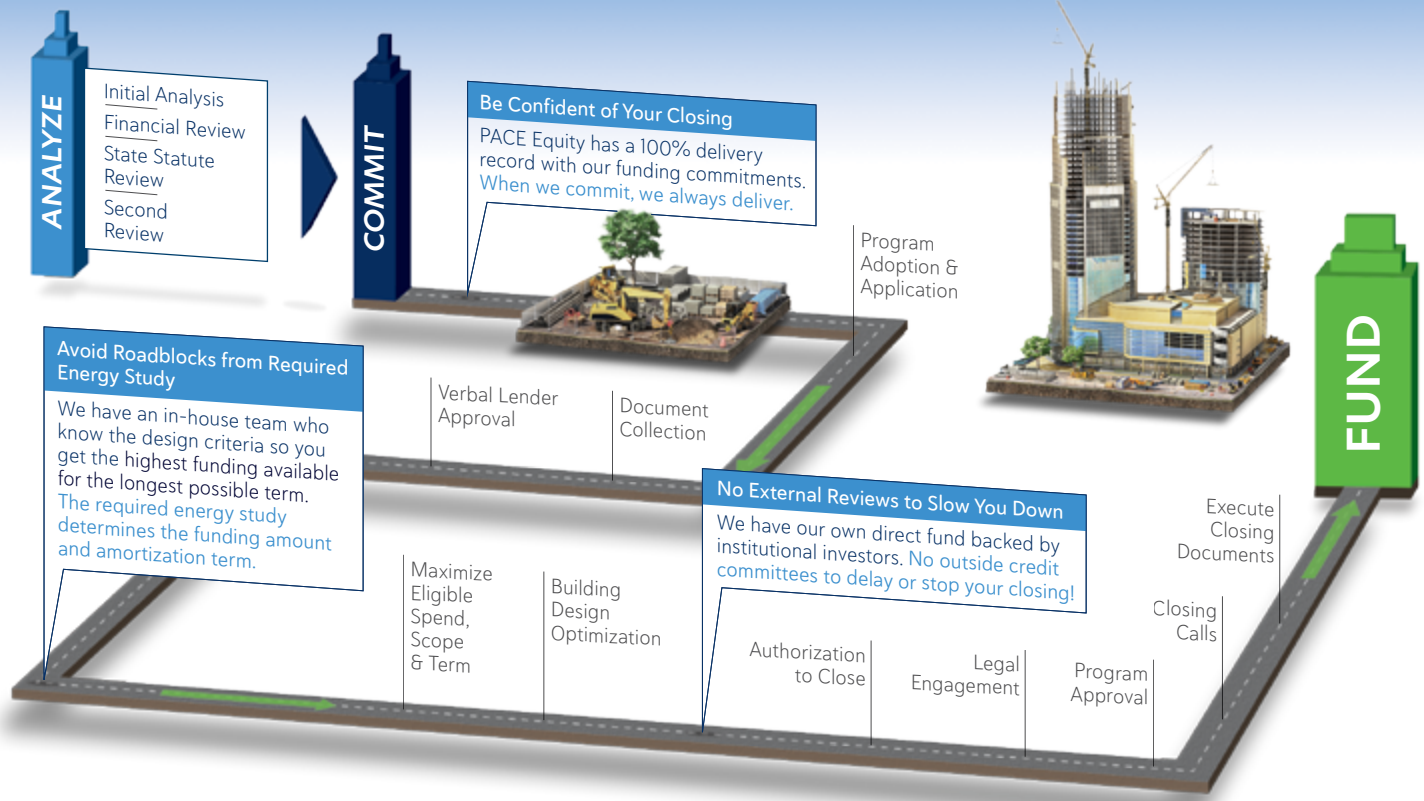 ANALYZE
Initial Analysis
Financial Review
State Statute
Review
Second
Review
COMMIT
Be Confident of Your Closing
PACE Equity has a 100% delivery
record with our funding commitments.
When we commit, we always deliver.
Program
Adoption &
Application
Document
Collection
Verbal Lender
Approval
Avoid Roadblocks from Required
Energy Study
We have an in-house team who
know the design criteria so you
get the highest funding available
for the longest possible term.
The required energy study
determines the funding amount
and amortization term.
Maximize
Eligible
Spend,
Scope
& Term
Building
Design
Optimization
No External Reviews to Slow You Down
We have our own direct fund backed by
institutional investors. No outside credit
committees to delay or stop your closing!
Authorization
to Close
Legal
Engagement
Program
Approval
Closing
Calls
Execute
Closing
Documents
FUND